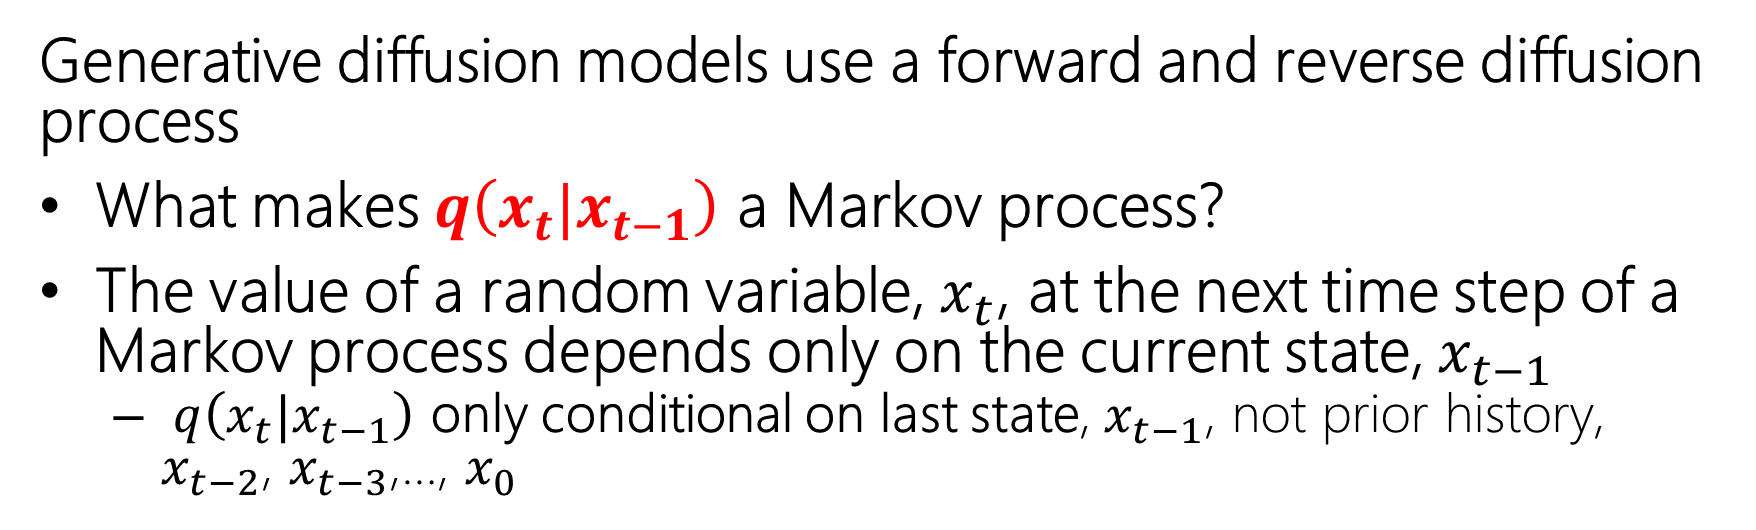 Generative diffusion models use a forward and reverse diffusion
process
• What makes q(xₜ|xₜ₋₁) a Markov process?
• The value of a random variable, xₜ, at the next time step of a
Markov process depends only on the current state, xₜ₋₁
– q(xₜ|xₜ₋₁) only conditional on last state, xₜ₋₁, not prior history,
xₜ₋₂, xₜ₋₃,..., x₀